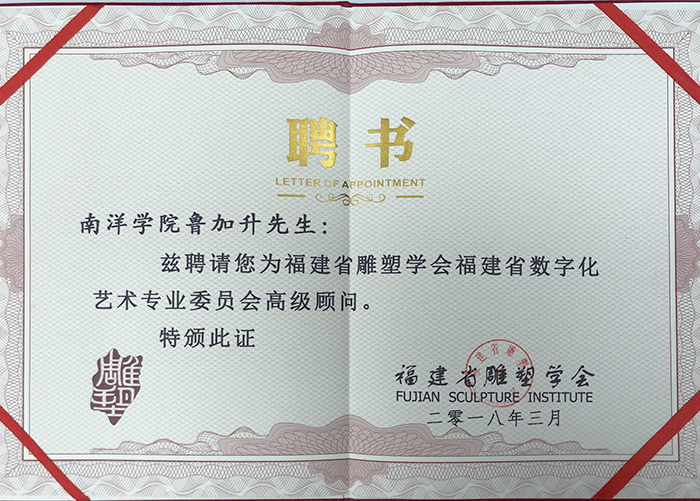 聘书
LETTER OF APPOINTMENT
南洋学院鲁加升先生：
兹聘请您为福建省雕塑学会福建省数字化
艺术专业委员会高级顾问。
特颁此证
雕塑
福建省雕塑学会
FUJIAN SCULPTURE INSTITUTE
二零一八年三月